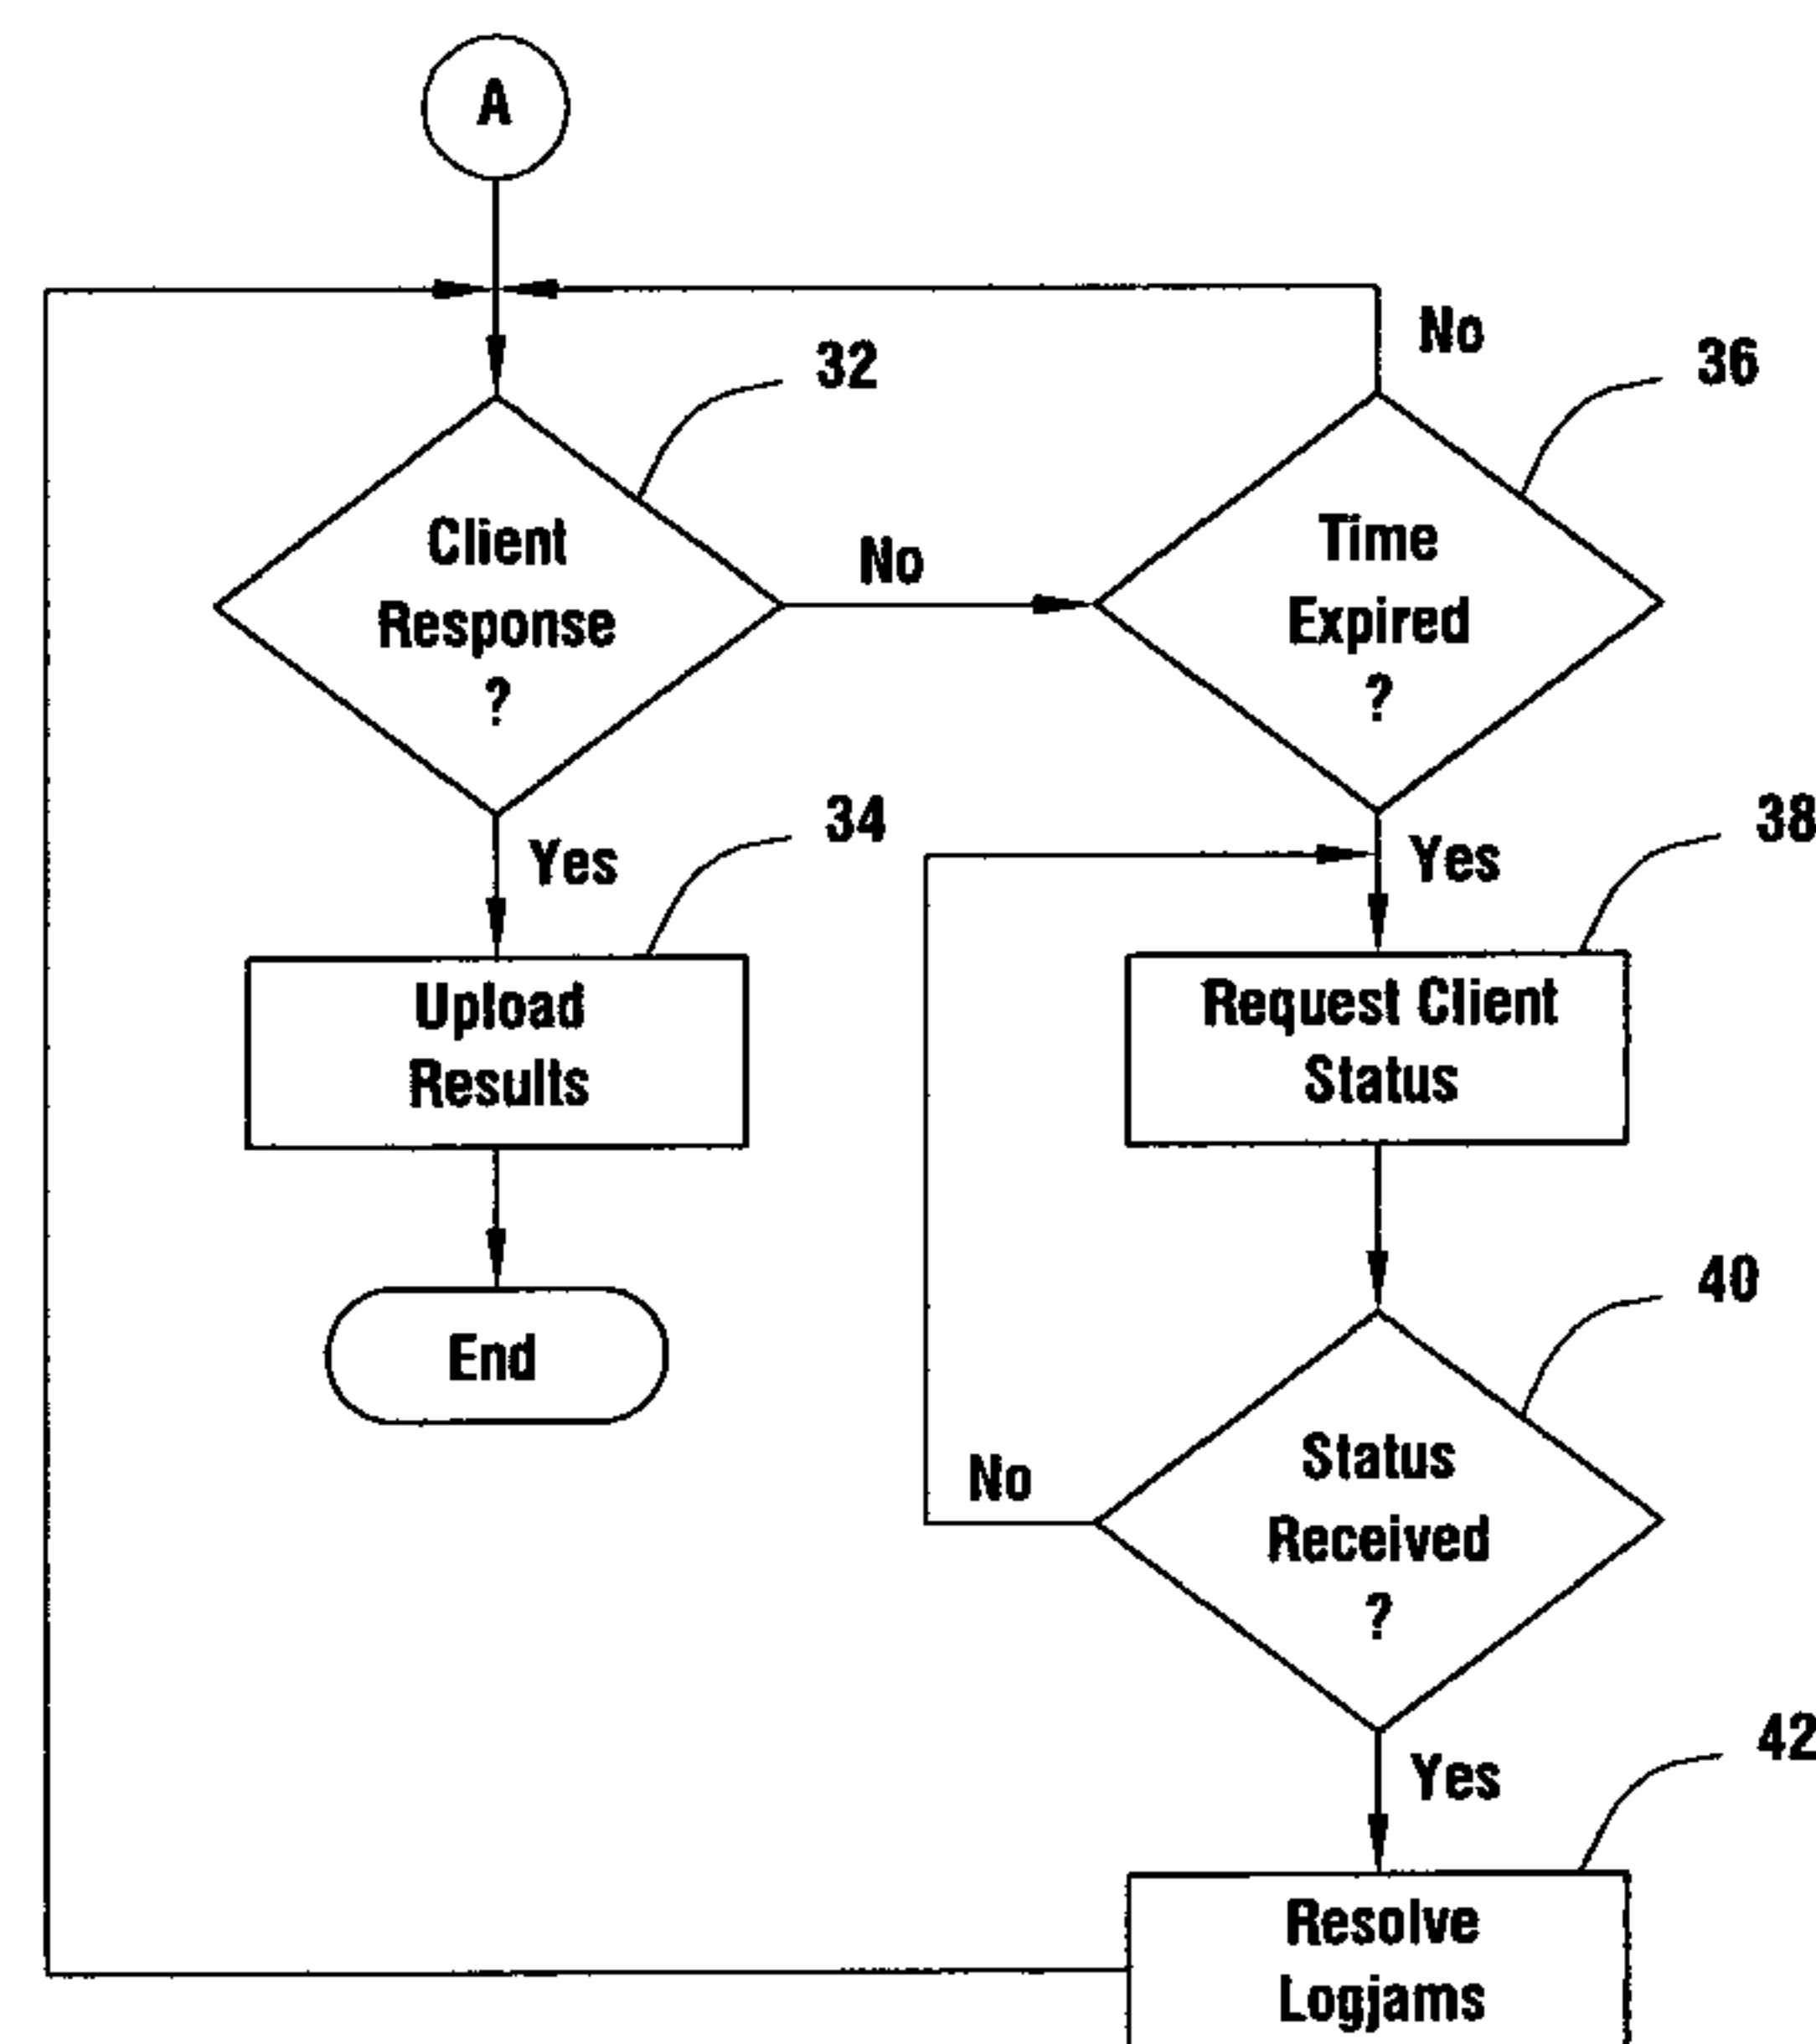 A
No
32
36
Client
Response
?
No
Time
Expired
?
Yes
34
Yes
38
Upload
Results
Request Client
Status
End
40
No
Status
Received
?
Yes
42
Resolve
Logjams